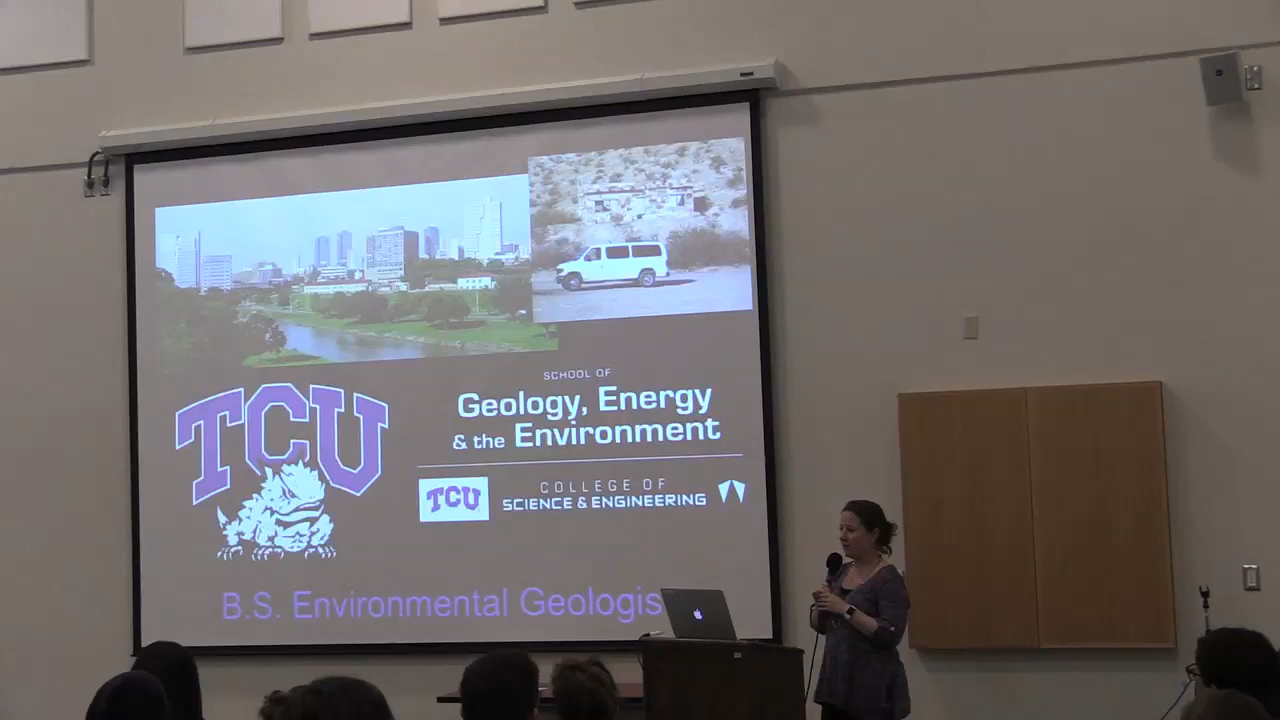 TCU
SCHOOL OF
Geology, Energy
& the Environment
TCU
COLLEGE OF
SCIENCE & ENGINEERING
B.S. Environmental Geologis